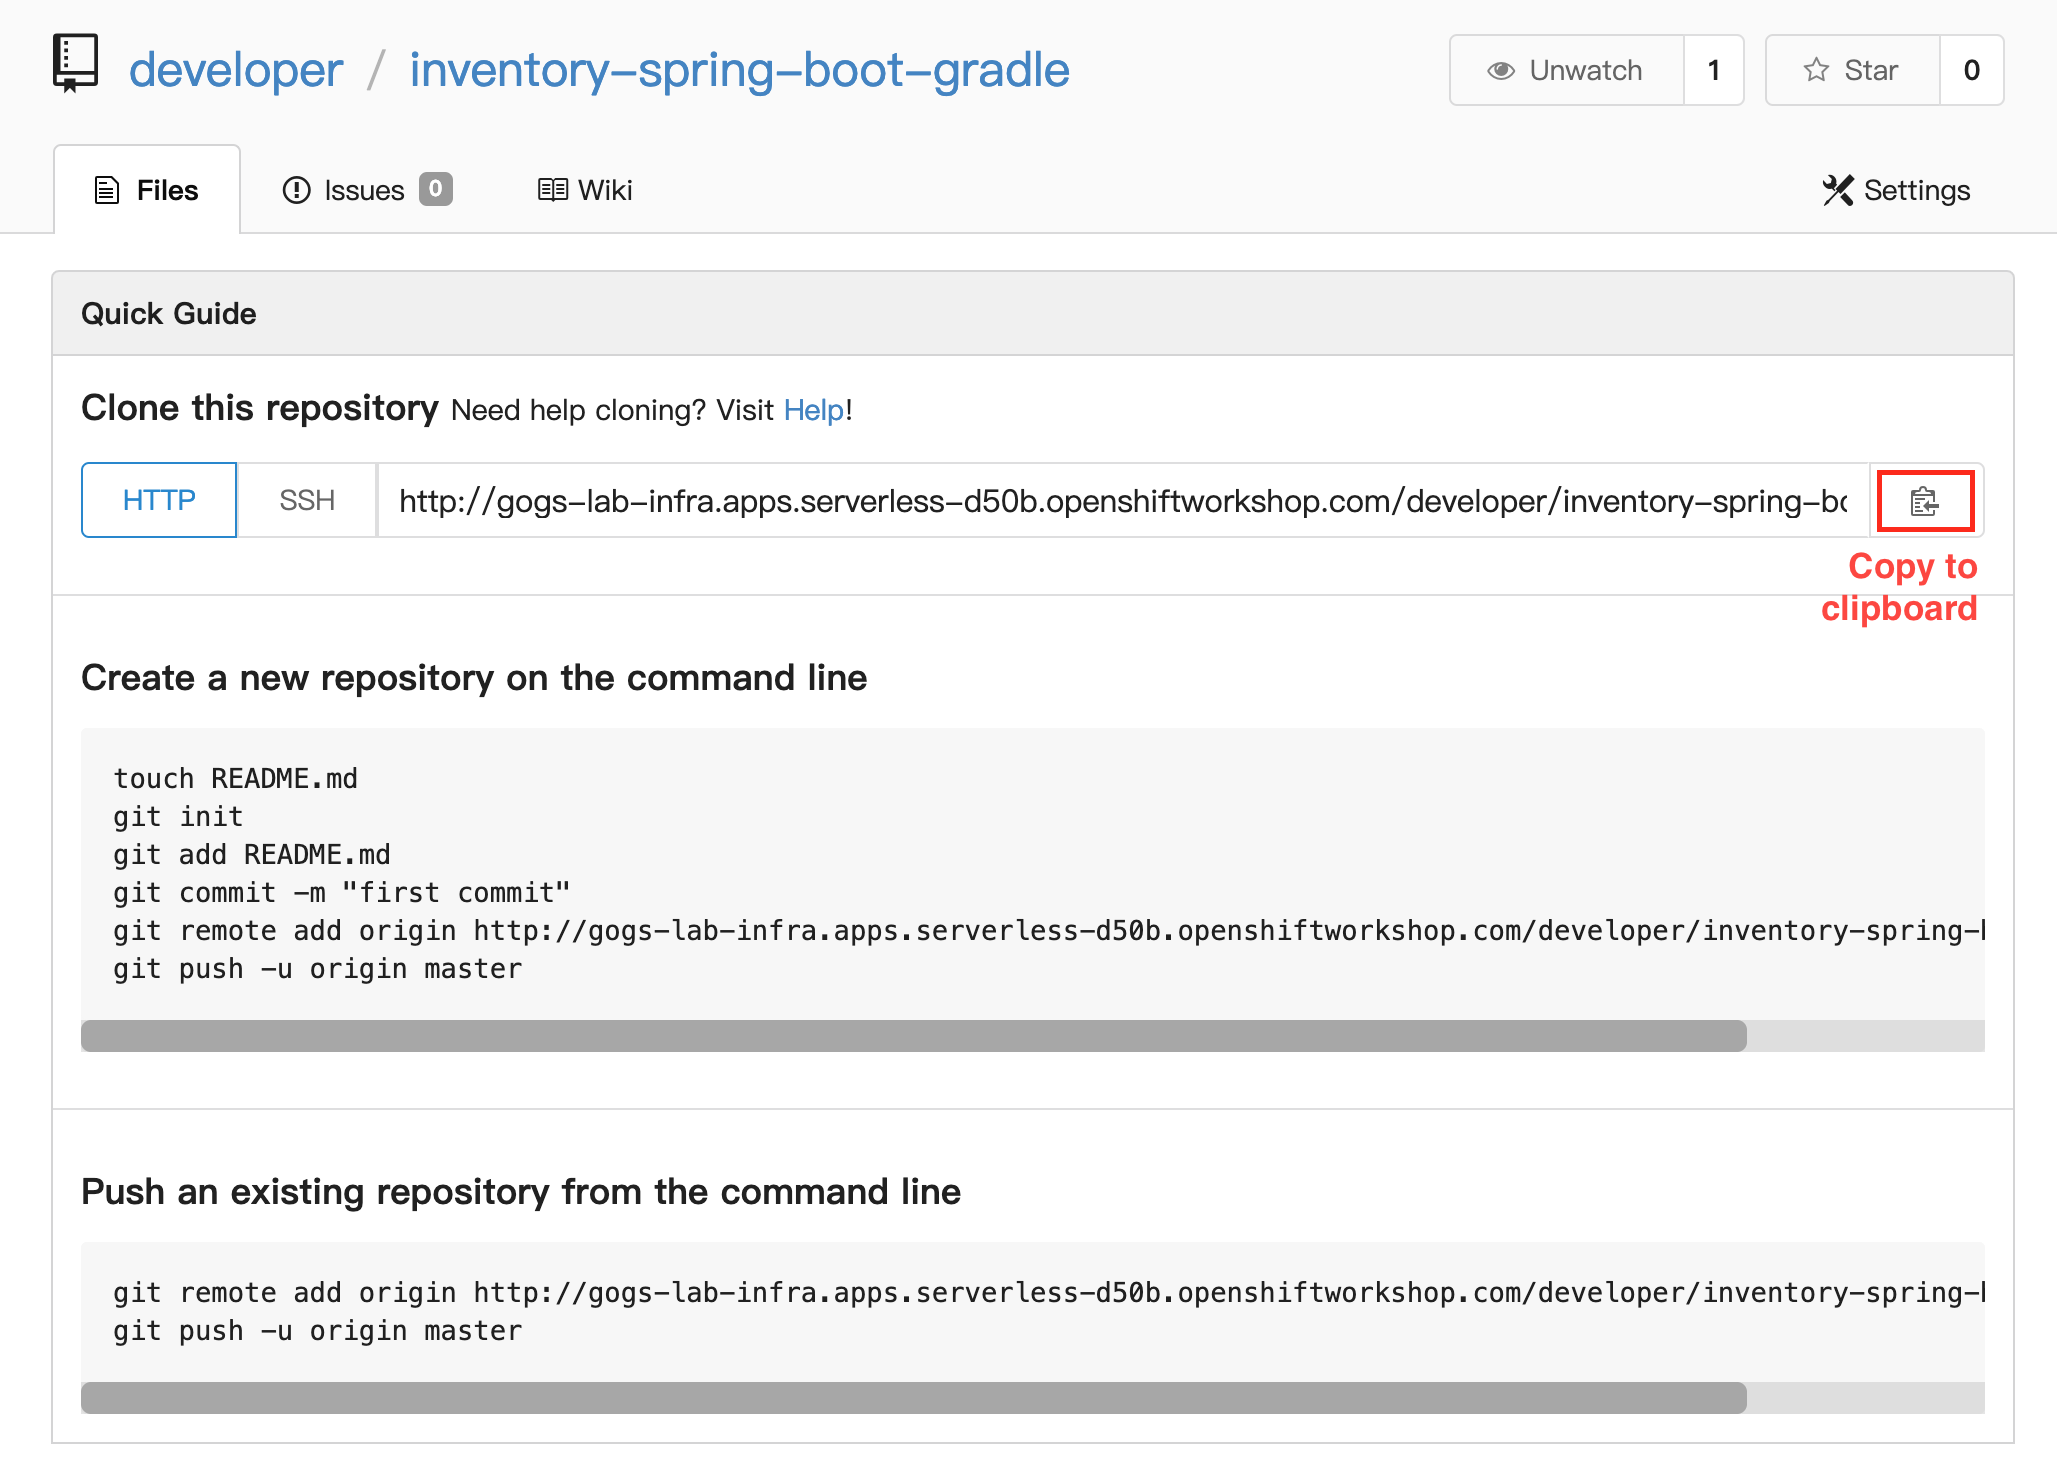 developer / inventory-spring-boot-gradle
Unwatch 1 Star 0
Files Issues 0 Wiki Settings
Quick Guide
Clone this repository Need help cloning? Visit Help!
HTTP SSH http://gogs-lab-infra.apps.serverless-d50b.openshiftworkshop.com/developer/inventory-spring-bo
Copy to
clipboard
Create a new repository on the command line
touch README.md
git init
git add README.md
git commit -m "first commit"
git remote add origin http://gogs-lab-infra.apps.serverless-d50b.openshiftworkshop.com/developer/inventory-spring-b
git push -u origin master
Push an existing repository from the command line
git remote add origin http://gogs-lab-infra.apps.serverless-d50b.openshiftworkshop.com/developer/inventory-spring-b
git push -u origin master